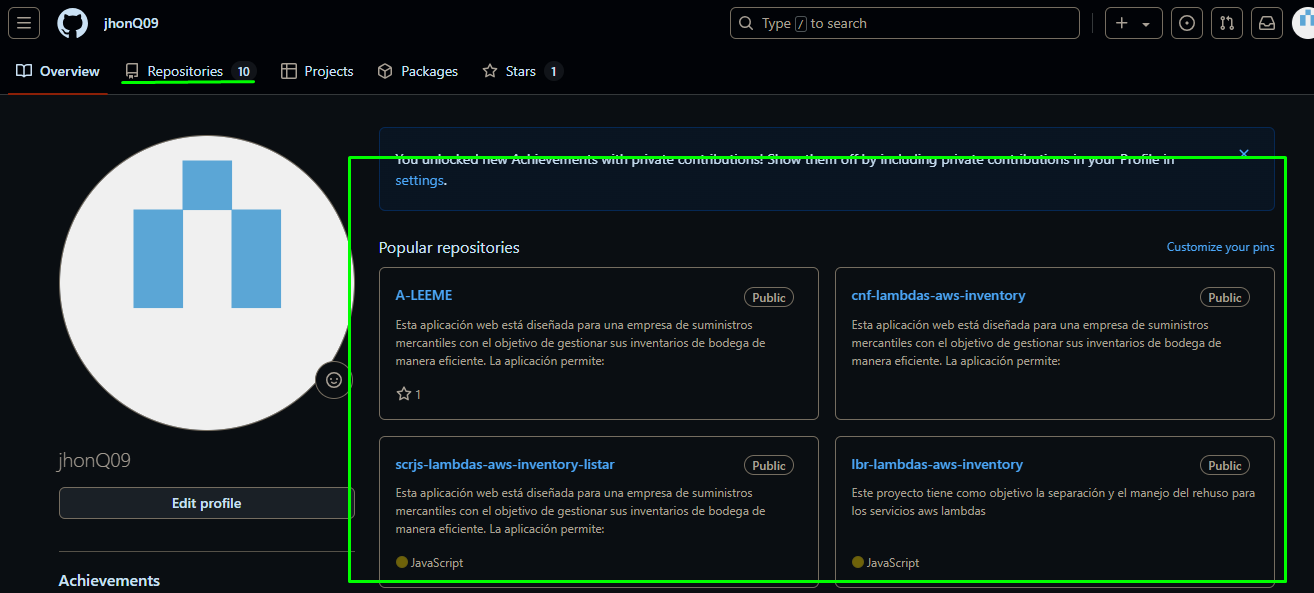 jhonQ09
Type / to search
Overview
Repositories 10
Projects
Packages
Stars 1
You unlocked new Achievements with private contributions! Show them off by including private contributions in your Profile in
settings.
Popular repositories
Customize your pins
A-LEEME
Public
Esta aplicación web está diseñada para una empresa de suministros
mercantiles con el objetivo de gestionar sus inventarios de bodega de
manera eficiente. La aplicación permite:
1
cnf-lambdas-aws-inventory
Public
Esta aplicación web está diseñada para una empresa de suministros
mercantiles con el objetivo de gestionar sus inventarios de bodega de
manera eficiente. La aplicación permite:
scrjs-lambdas-aws-inventory-listar
Public
Esta aplicación web está diseñada para una empresa de suministros
mercantiles con el objetivo de gestionar sus inventarios de bodega de
manera eficiente. La aplicación permite:
JavaScript
lbr-lambdas-aws-inventory
Public
Este proyecto tiene como objetivo la separación y el manejo del rehuso para
los servicios aws lambdas
JavaScript
jhonQ09
Edit profile
Achievements